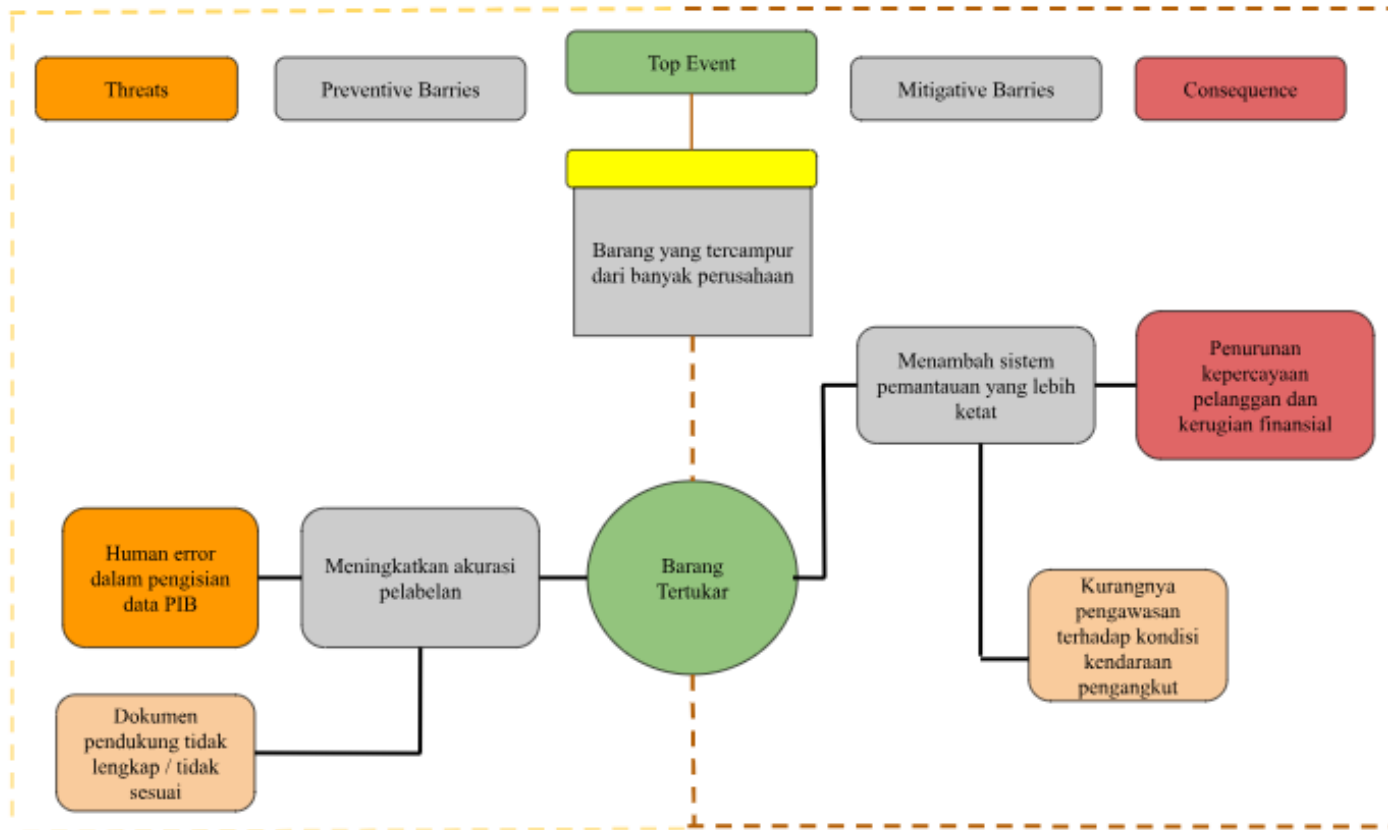 Top Event
Threats
Preventive Barries
Mitigative Barries
Consequence
Barang yang tercampur
dari banyak perusahaan
Menambah sistem
pemantauan yang lebih
ketat
Penurunan
kepercayaan
pelanggan dan
kerugian finansial
Human error
dalam pengisian
data PIB
Meningkatkan akurasi
pelabelan
Barang
Tertukar
Kurangnya
pengawasan
terhadap kondisi
kendaraan
pengangkut
Dokumen
pendukung tidak
lengkap / tidak
sesuai